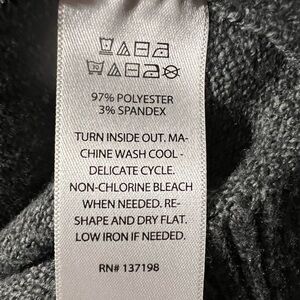 97% POLYESTER
3% SPANDEX
TURN INSIDE OUT. MA-
CHINE WASH COOL -
DELICATE CYCLE.
NON-CHLORINE BLEACH
WHEN NEEDED. RE-
SHAPE AND DRY FLAT.
LOW IRON IF NEEDED.
RN# 137198